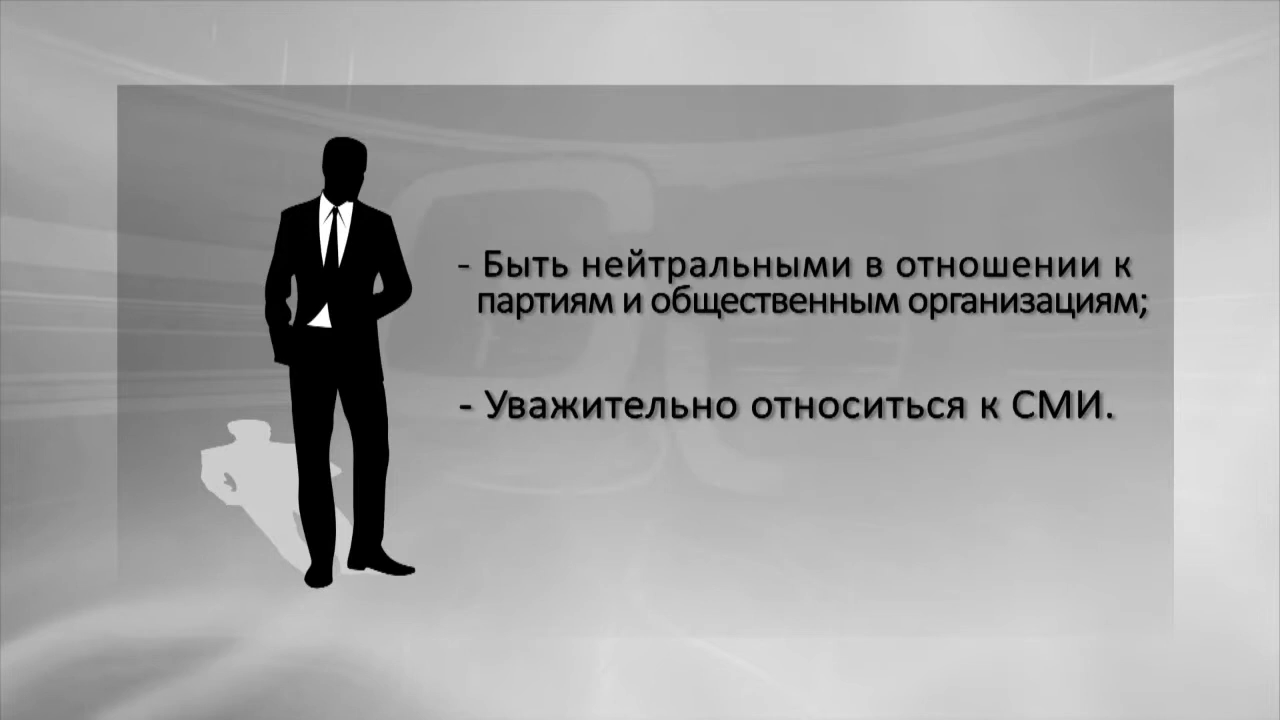 - Быть нейтральными в отношении к
партиям и общественным организациям;
- Уважительно относиться к СМИ.